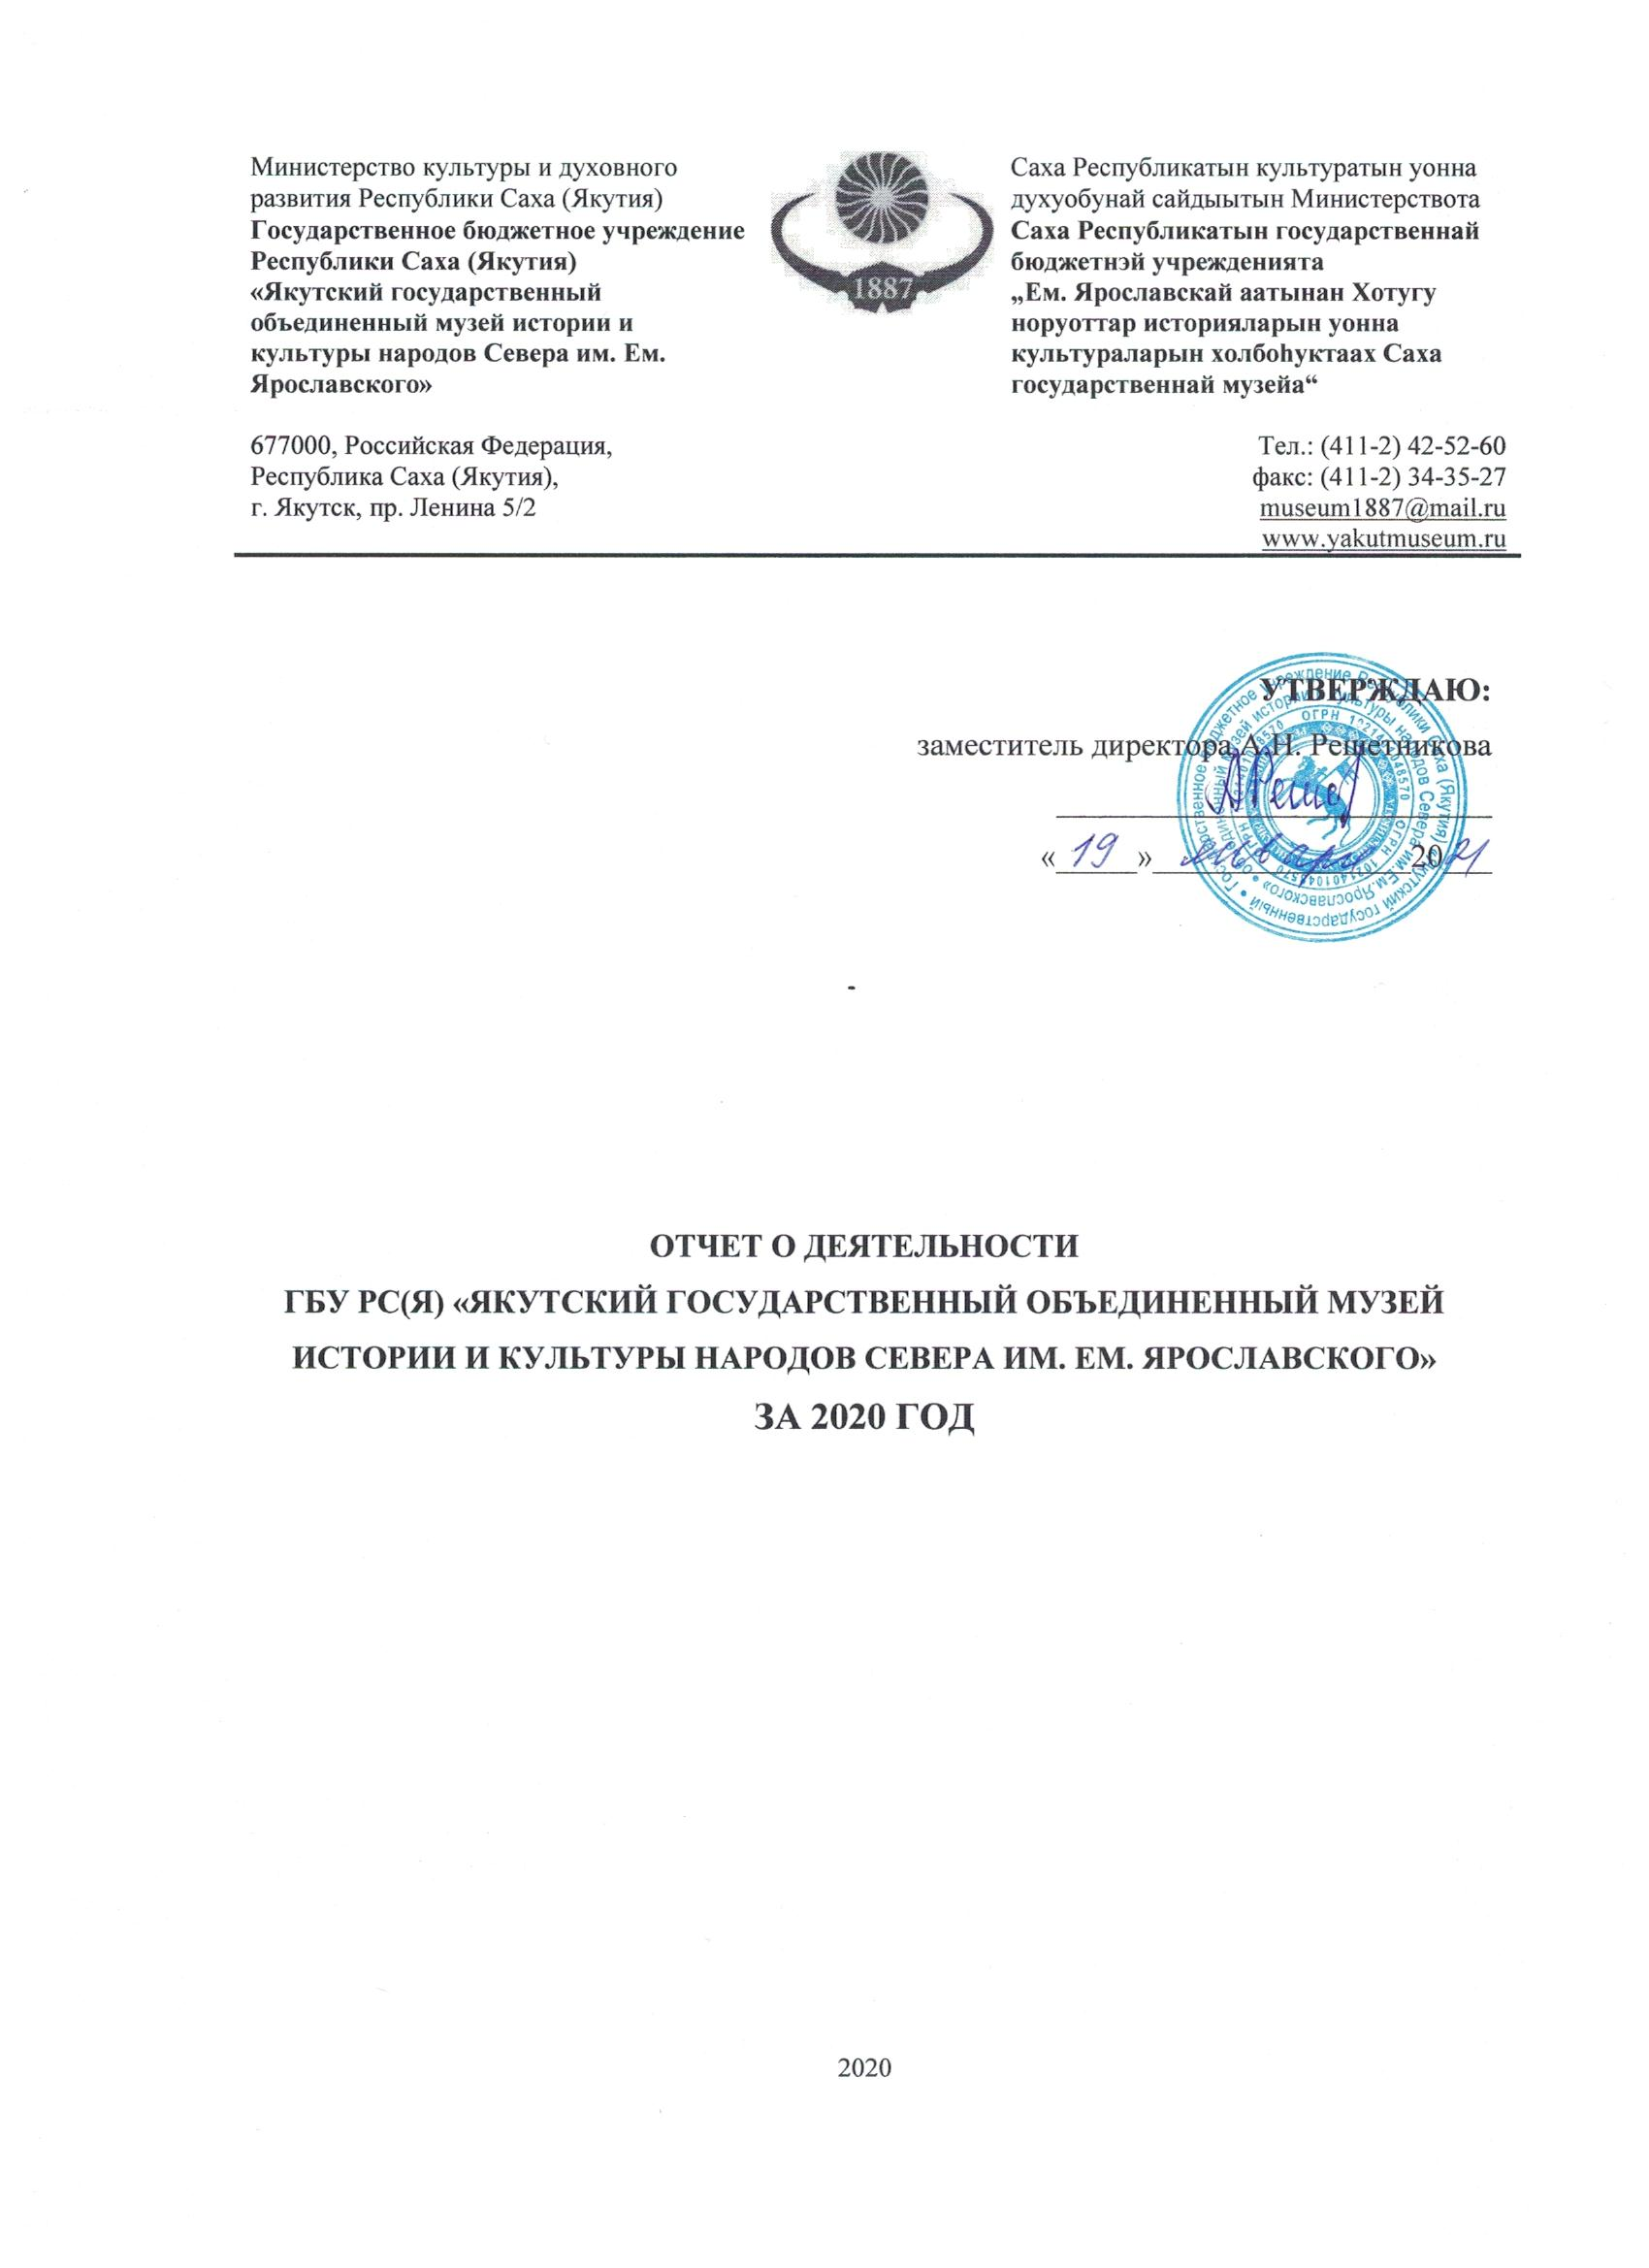 Министерство культуры и духовного
развития Республики Саха (Якутия)
Государственное бюджетное учреждение
Республики Саха (Якутия)
«Якутский государственный
объединенный музей истории и
культуры народов Севера им. Ем.
Ярославского»
677000, Российская Федерация,
Республика Саха (Якутия),
г. Якутск, пр. Ленина 5/2
1887
Саха Республикатын культуратын уонна
духуобунай сайдыытын Министерствота
Саха Республикатын государственнай
бюджетнэй учрежденията
„Ем. Ярославскай аатынан Хотугу
норуоттар историяларын уонна
культураларын холбоһуктаах Саха
государственнай музейа“
Тел.: (411-2) 42-52-60
факс: (411-2) 34-35-27
museum1887@mail.ru
www.yakutmuseum.ru
УТВЕРЖДАЮ:
заместитель директора А.Н. Решетникова
«19» января 2021
ОТЧЕТ О ДЕЯТЕЛЬНОСТИ
ГБУ РС(Я) «ЯКУТСКИЙ ГОСУДАРСТВЕННЫЙ ОБЪЕДИНЕННЫЙ МУЗЕЙ
ИСТОРИИ И КУЛЬТУРЫ НАРОДОВ СЕВЕРА ИМ. ЕМ. ЯРОСЛАВСКОГО»
ЗА 2020 ГОД
2020